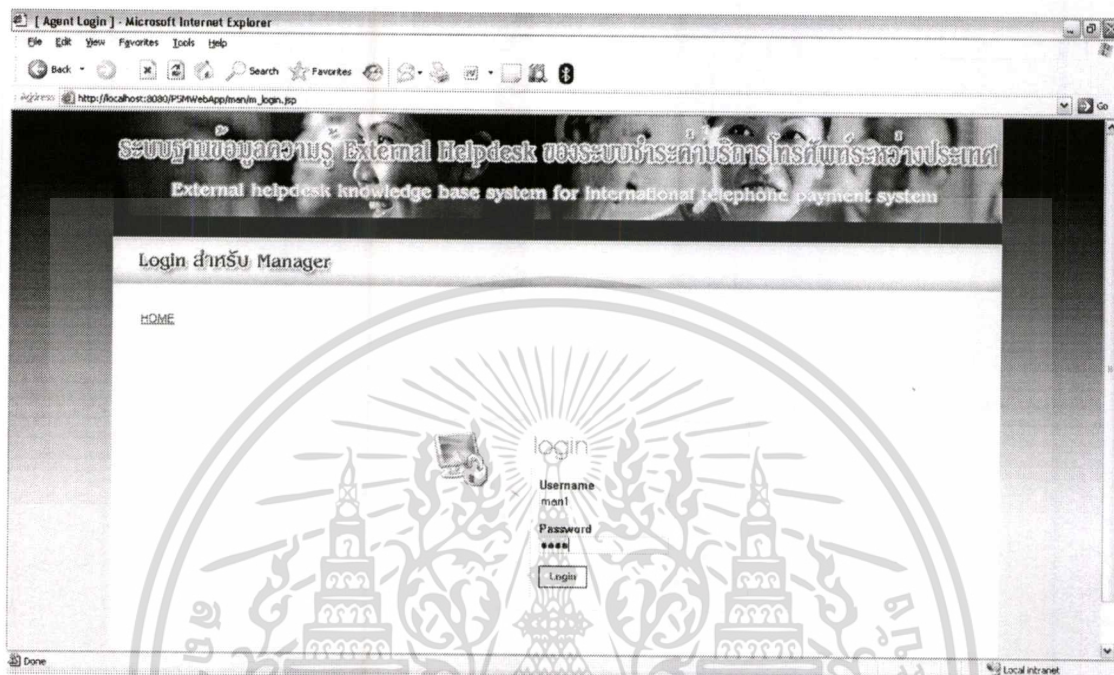 [ Agent Login ] - Microsoft Internet Explorer
File Edit View Favorites Tools Help
Back Search Favorites
Address http://localhost:8080/PSMWebApp/man/m_login.jsp Go
ระบบฐานข้อมูลความรู้ External Helpdesk ของระบบชำระค่าบริการโทรศัพท์ระหว่างประเทศ
External helpdesk knowledge base system for International telephone payment system
Login สำหรับ Manager
HOME
login
Username
man1
Password
••••
Login
Done Local intranet